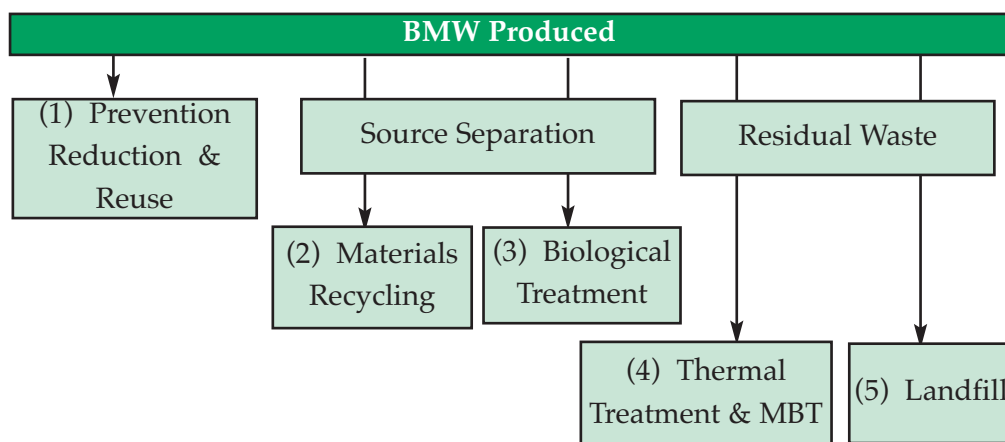 BMW Produced
(1) Prevention
Reduction &
Reuse
Source Separation
Residual Waste
(2) Materials
Recycling
(3) Biological
Treatment
(4) Thermal
Treatment & MBT
(5) Landfill